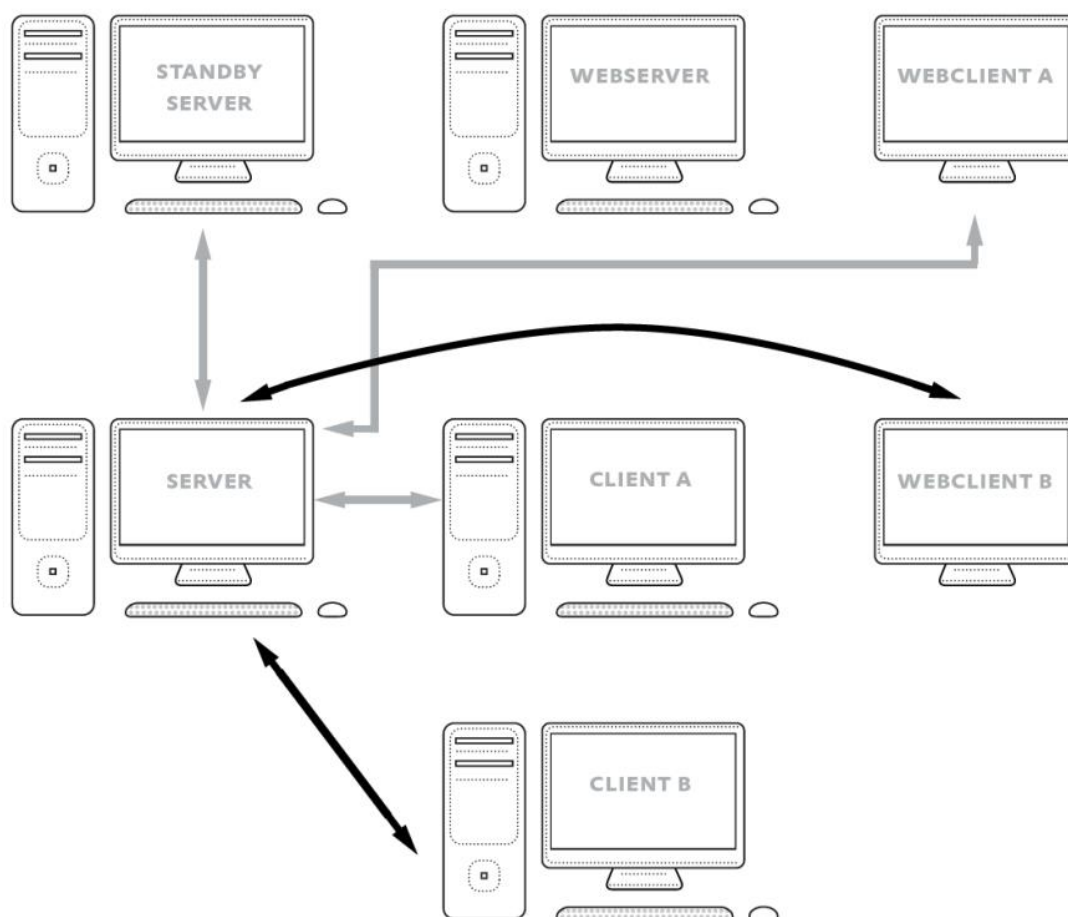 STANDBY
SERVER
WEBSERVER
WEBCLIENT A
SERVER
CLIENT A
WEBCLIENT B
CLIENT B